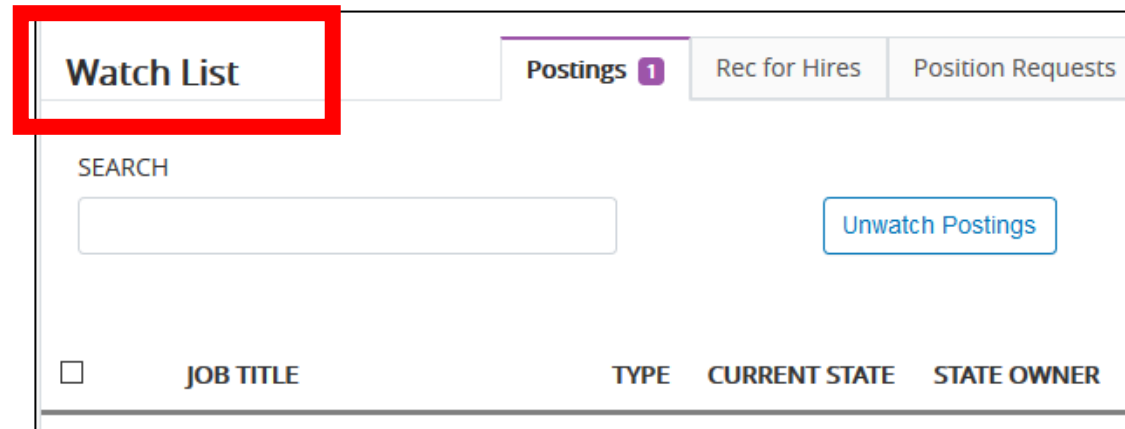 Watch List Postings 1 Rec for Hires Position Requests
SEARCH
Unwatch Postings
JOB TITLE TYPE CURRENT STATE STATE OWNER